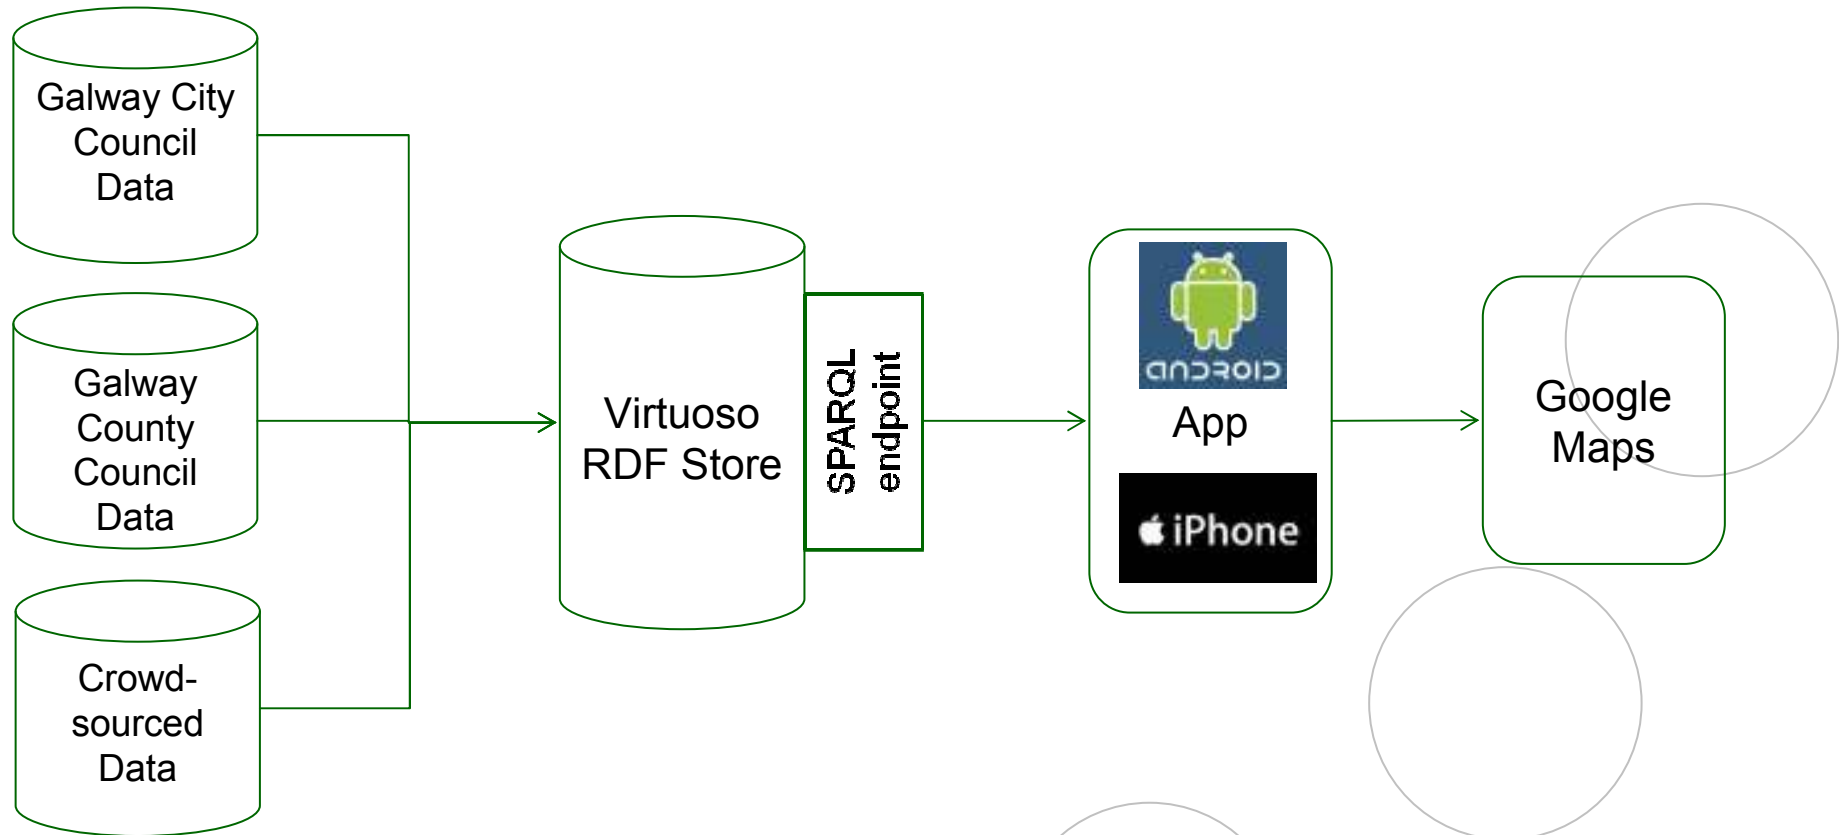 Galway City
Council
Data
Galway
County
Council
Data
Crowd-
sourced
Data
Virtuoso
RDF Store
SPARQL
endpoint
ANDROID
App
iPhone
Google
Maps